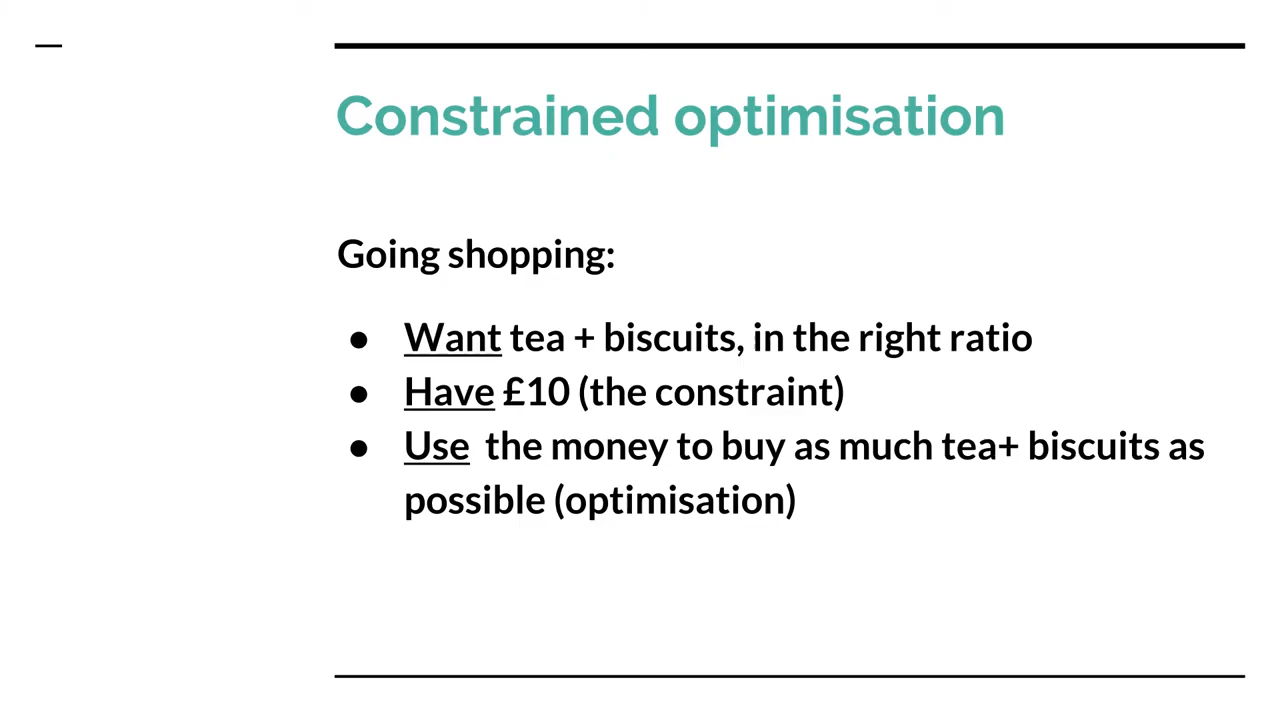 Constrained optimisation
Going shopping:
● Want tea + biscuits, in the right ratio
● Have £10 (the constraint)
● Use  the money to buy as much tea+ biscuits as
possible (optimisation)